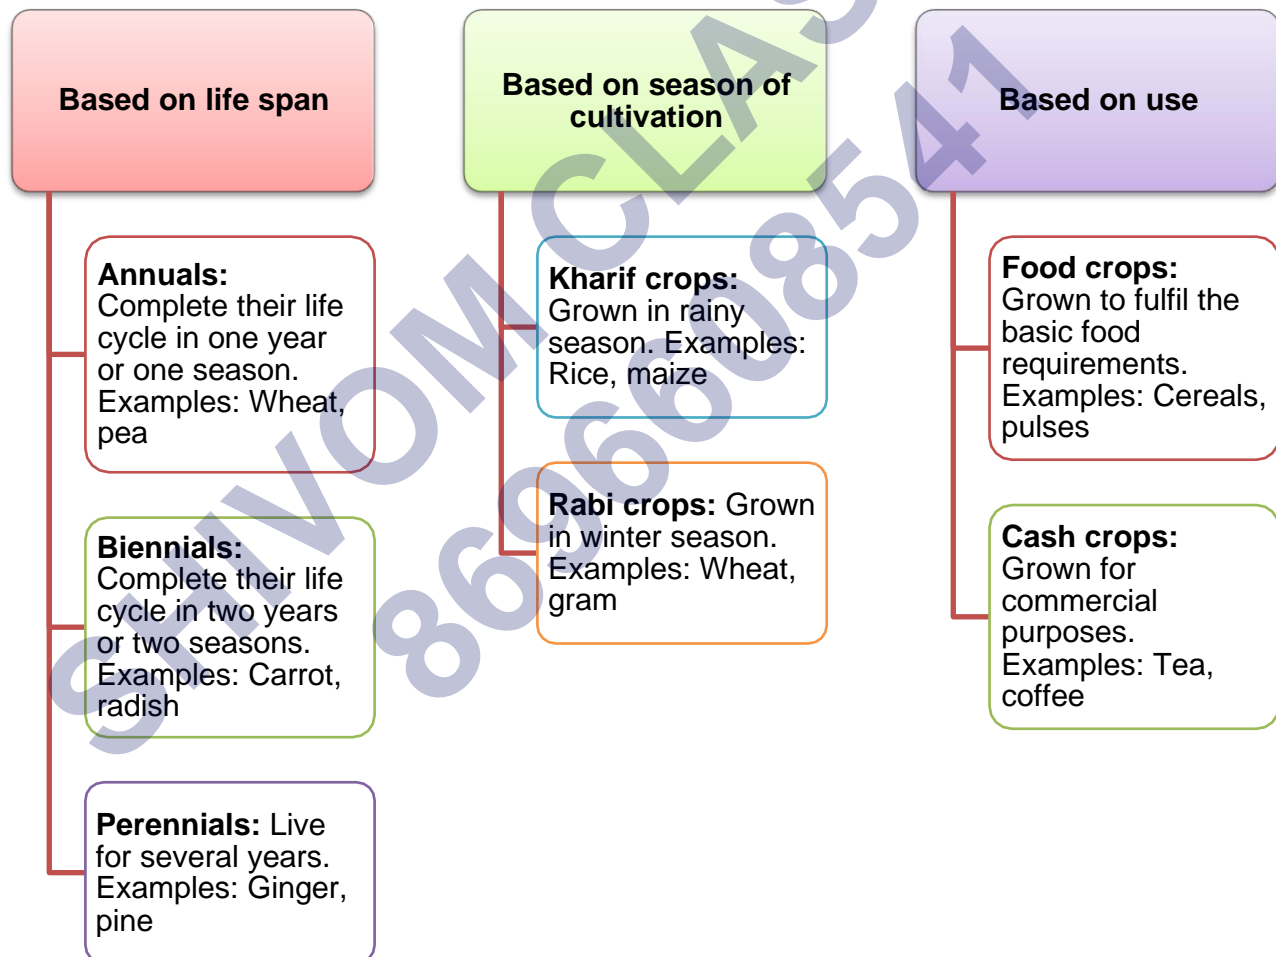 Based on life span
Annuals:
Complete their life
cycle in one year
or one season.
Examples: Wheat,
pea
Biennials:
Complete their life
cycle in two years
or two seasons.
Examples: Carrot,
radish
Perennials: Live
for several years.
Examples: Ginger,
pine
Based on season of
cultivation
Kharif crops:
Grown in rainy
season. Examples:
Rice, maize
Rabi crops: Grown
in winter season.
Examples: Wheat,
gram
Based on use
Food crops:
Grown to fulfil the
basic food
requirements.
Examples: Cereals,
pulses
Cash crops:
Grown for
commercial
purposes.
Examples: Tea,
coffee
SHIVOM CLAS
8696608541